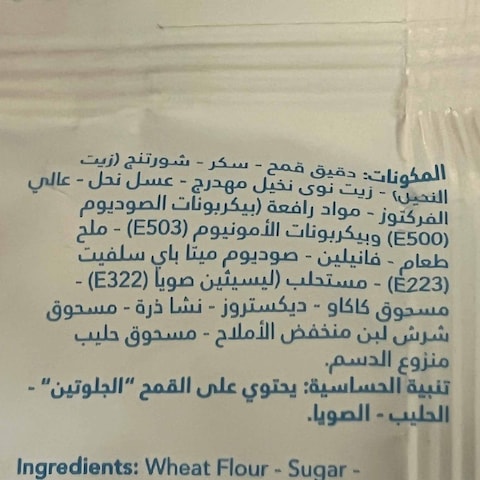 المكونات: دقيق قمح - سكر - شورتنج (زيت
النخيل) - زيت نوى نخيل مهدرج - عسل نحل - عالي
الفركتوز - مواد رافعة (بيكربونات الصوديوم
(E500) وبيكربونات الأمونيوم (E503) - ملح
طعام - فانيلين - صوديوم ميتا باي سلفيت
(E223) - مستحلب (ليسيثين صويا (E322) -
مسحوق كاكاو - ديكستروز - نشا ذرة - مسحوق
شرش لبن منخفض الأملاح - مسحوق حليب
منزوع الدسم.
تنبية الحساسية: يحتوي على القمح "الجلوتين" -
الحليب - الصويا.
Ingredients: Wheat Flour - Sugar -